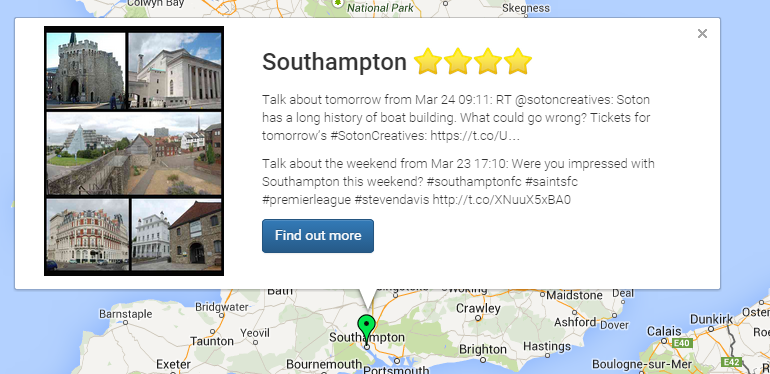 Colwyn Bay
National Park
Skegness
×
Southampton
Talk about tomorrow from Mar 24 09:11: RT @sotoncreatives: Soton
has a long history of boat building. What could go wrong? Tickets for
tomorrow's #SotonCreatives: https://t.co/U…
Talk about the weekend from Mar 23 17:10: Were you impressed with
Southampton this weekend? #southamptonfc #saintsfc
#premierleague #stevendavis http://t.co/XNuuX5xBA0
Find out more
Bath
Woking
Maidstone
Deal
Barnstaple
Bridgwater
Crawley
Ashford
Dover
Dunkirk
Oster
Taunton
Yeovil
Southampton
Calais
E40
Exeter
Bournemouth
Portsmouth
Brighton
Hastings
Boulogne-sur-Mer
E42